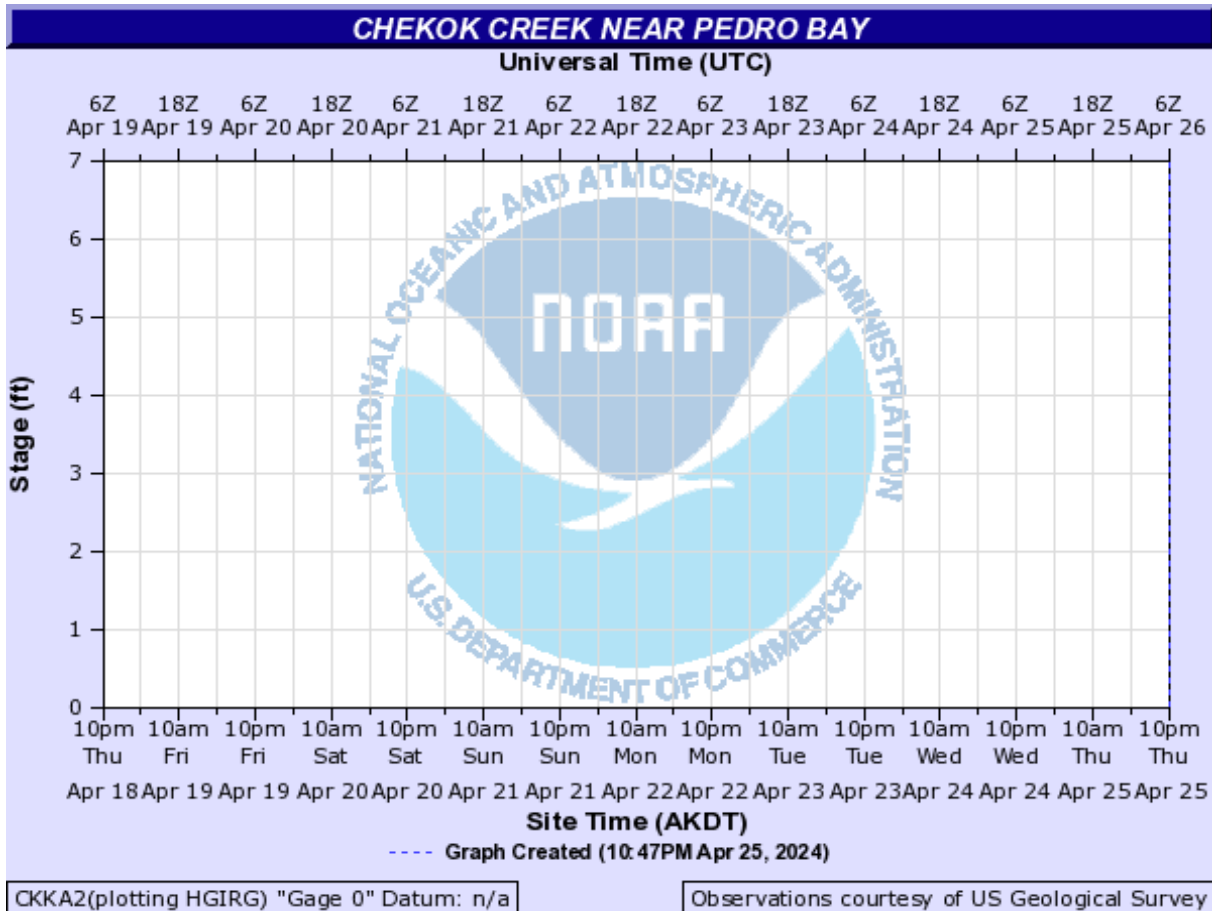 CHEKOK CREEK NEAR PEDRO BAY
Universal Time (UTC)
6Z 18Z 6Z 18Z 6Z 18Z 6Z 18Z 6Z 18Z 6Z 18Z 6Z 18Z 6Z
Apr 19 Apr 19 Apr 20 Apr 20 Apr 21 Apr 21 Apr 22 Apr 22 Apr 23 Apr 23 Apr 24 Apr 24 Apr 25 Apr 25 Apr 26
7
6
5
4
3
2
1
0
Stage (ft)
NATIONAL OCEANIC AND ATMOSPHERIC ADMINISTRATION
NOAA
U.S. DEPARTMENT OF COMMERCE
10pm 10am 10pm 10am 10pm 10am 10pm 10am 10pm 10am 10pm 10am 10pm 10am 10pm
Thu Fri Fri Sat Sat Sun Sun Mon Mon Tue Tue Wed Wed Thu Thu
Apr 18 Apr 19 Apr 19 Apr 20 Apr 20 Apr 21 Apr 21 Apr 22 Apr 22 Apr 23 Apr 23 Apr 24 Apr 24 Apr 25 Apr 25
Site Time (AKDT)
---- Graph Created (10:47PM Apr 25, 2024)
CKKA2(plotting HGIRG) "Gage 0" Datum: n/a
Observations courtesy of US Geological Survey